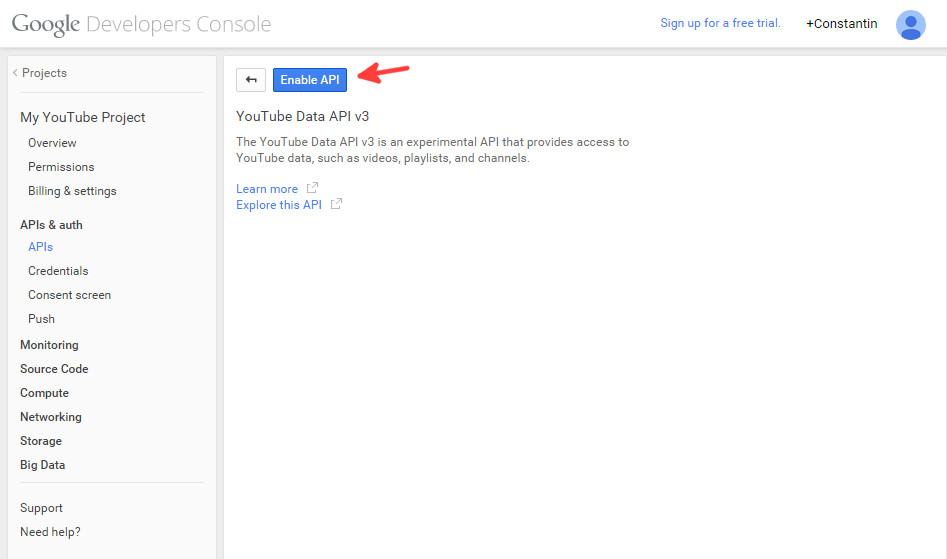 Google Developers Console
Sign up for a free trial.
+Constantin
Projects
My YouTube Project
Overview
Permissions
Billing & settings
APIs & auth
APIs
Credentials
Consent screen
Push
Monitoring
Source Code
Compute
Networking
Storage
Big Data
Support
Need help?
Enable API
YouTube Data API v3
The YouTube Data API v3 is an experimental API that provides access to
YouTube data, such as videos, playlists, and channels.
Learn more
Explore this API